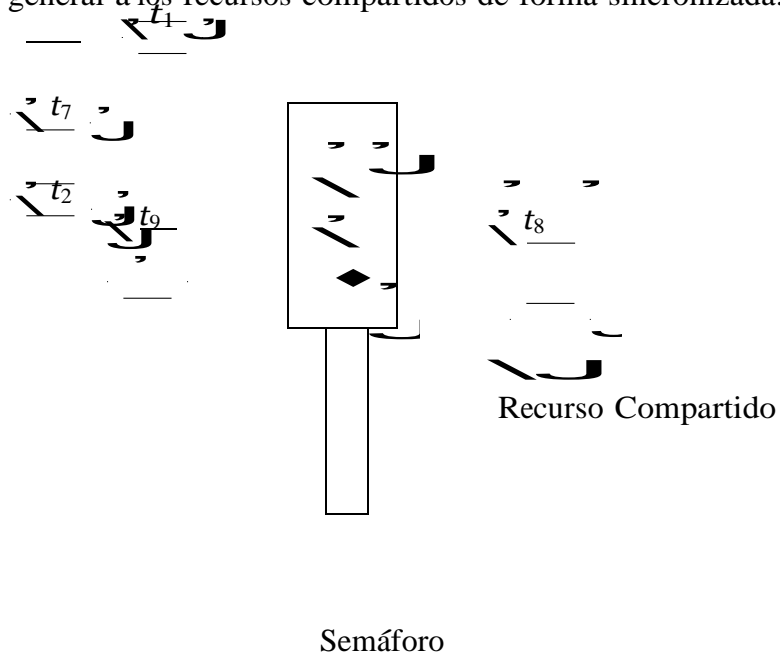 general a los recursos compartidos de forma sincronizada.
t1
t7
t2
t9
t8
Recurso Compartido
Semáforo